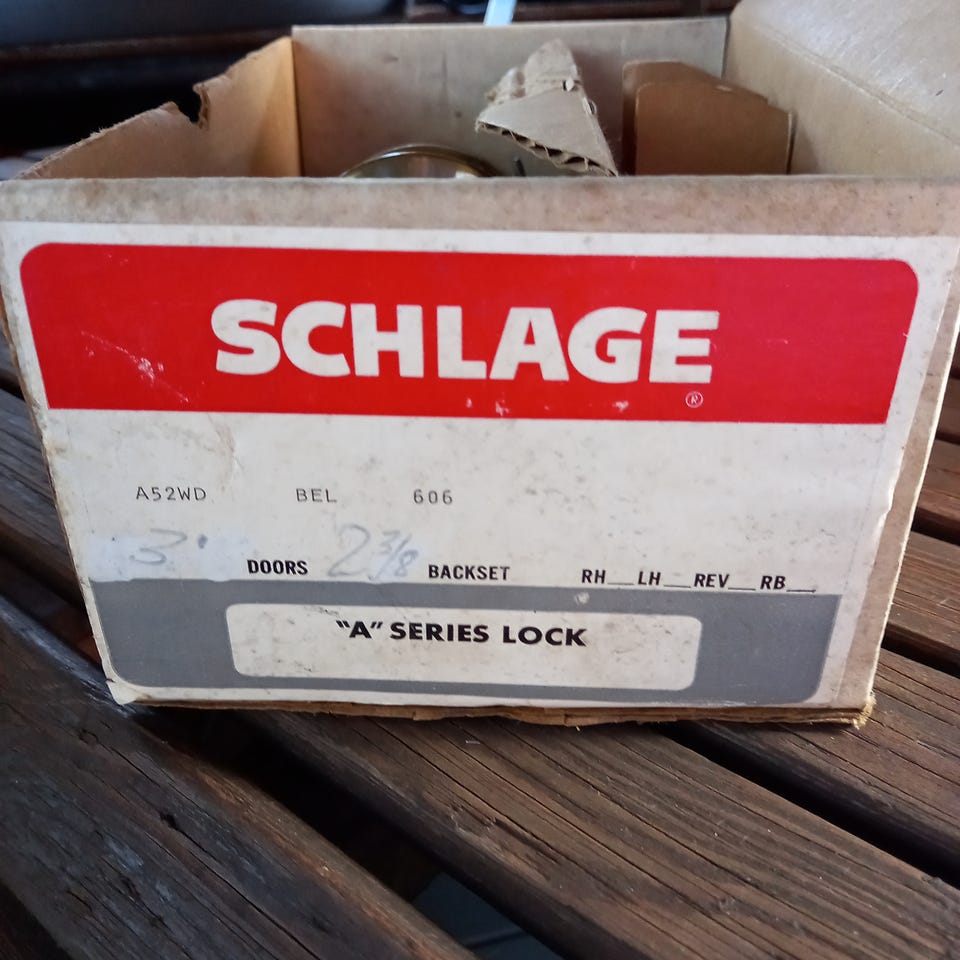 SCHLAGE
®
A52WD BEL 606
3' DOORS 2 3/8 BACKSET RH__LH__REV__RB__
"A" SERIES LOCK